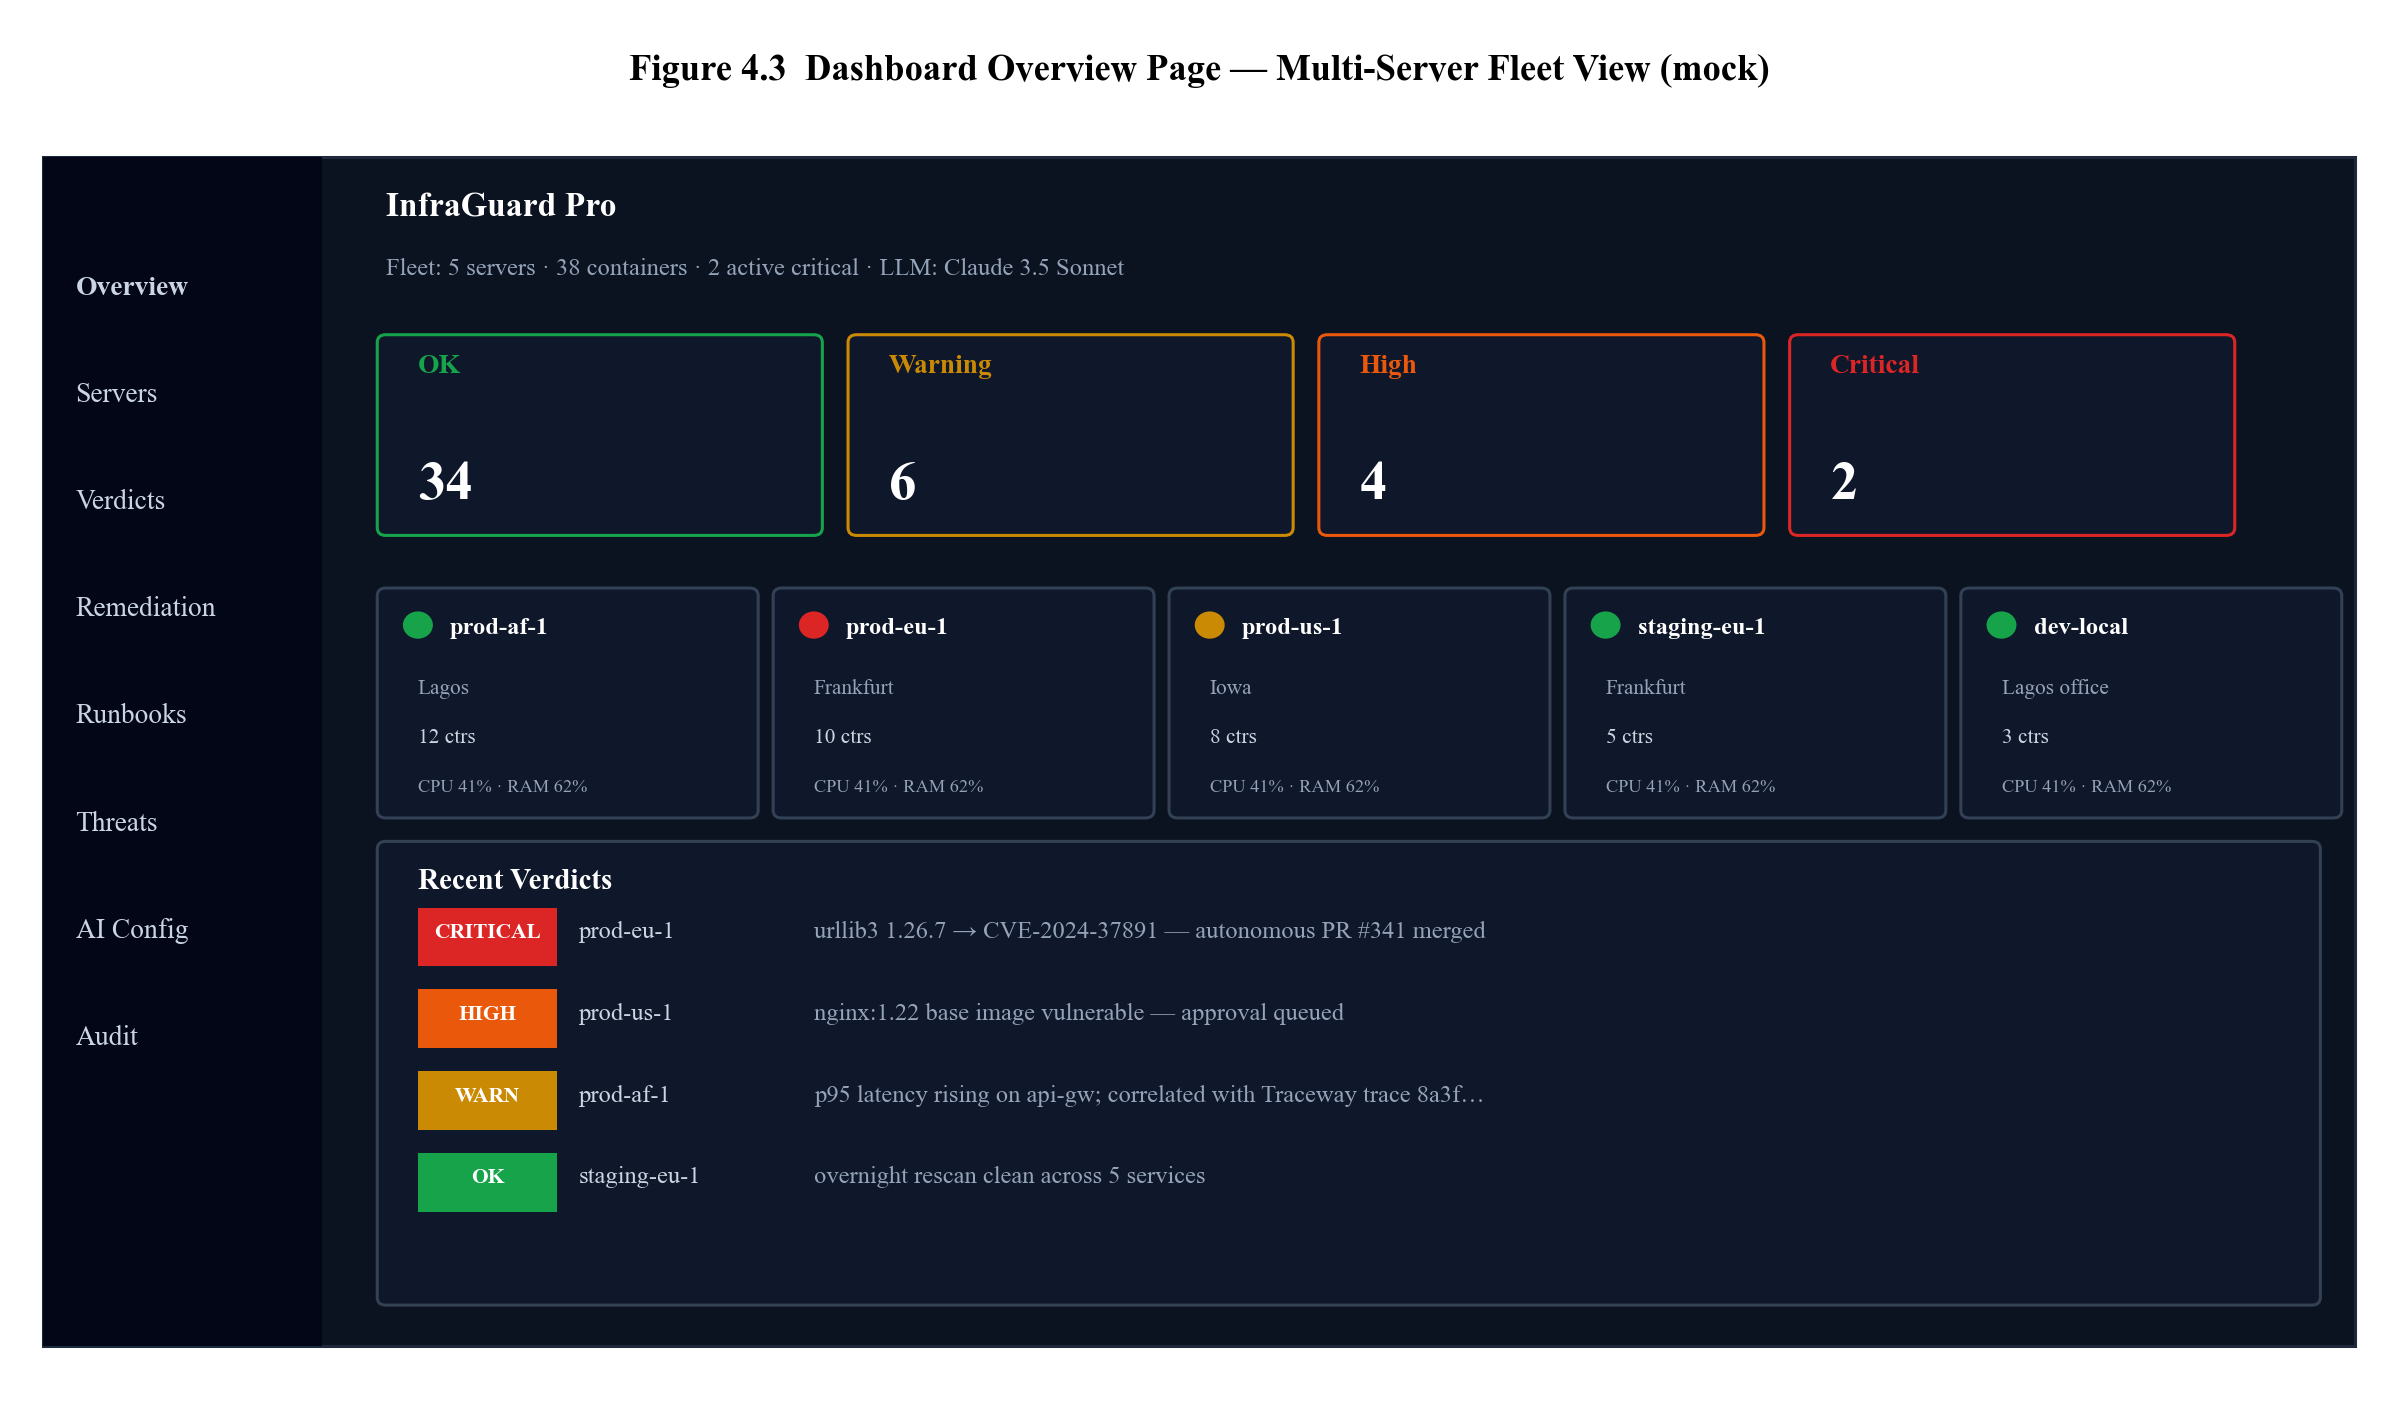 Figure 4.3  Dashboard Overview Page — Multi-Server Fleet View (mock)
InfraGuard Pro
Fleet: 5 servers · 38 containers · 2 active critical · LLM: Claude 3.5 Sonnet
Overview
Servers
Verdicts
Remediation
Runbooks
Threats
AI Config
Audit
OK
34
Warning
6
High
4
Critical
2
prod-af-1
Lagos
12 ctrs
CPU 41% · RAM 62%
prod-eu-1
Frankfurt
10 ctrs
CPU 41% · RAM 62%
prod-us-1
Iowa
8 ctrs
CPU 41% · RAM 62%
staging-eu-1
Frankfurt
5 ctrs
CPU 41% · RAM 62%
dev-local
Lagos office
3 ctrs
CPU 41% · RAM 62%
Recent Verdicts
CRITICAL prod-eu-1 urllib3 1.26.7 → CVE-2024-37891 — autonomous PR #341 merged
HIGH prod-us-1 nginx:1.22 base image vulnerable — approval queued
WARN prod-af-1 p95 latency rising on api-gw; correlated with Traceway trace 8a3f…
OK staging-eu-1 overnight rescan clean across 5 services